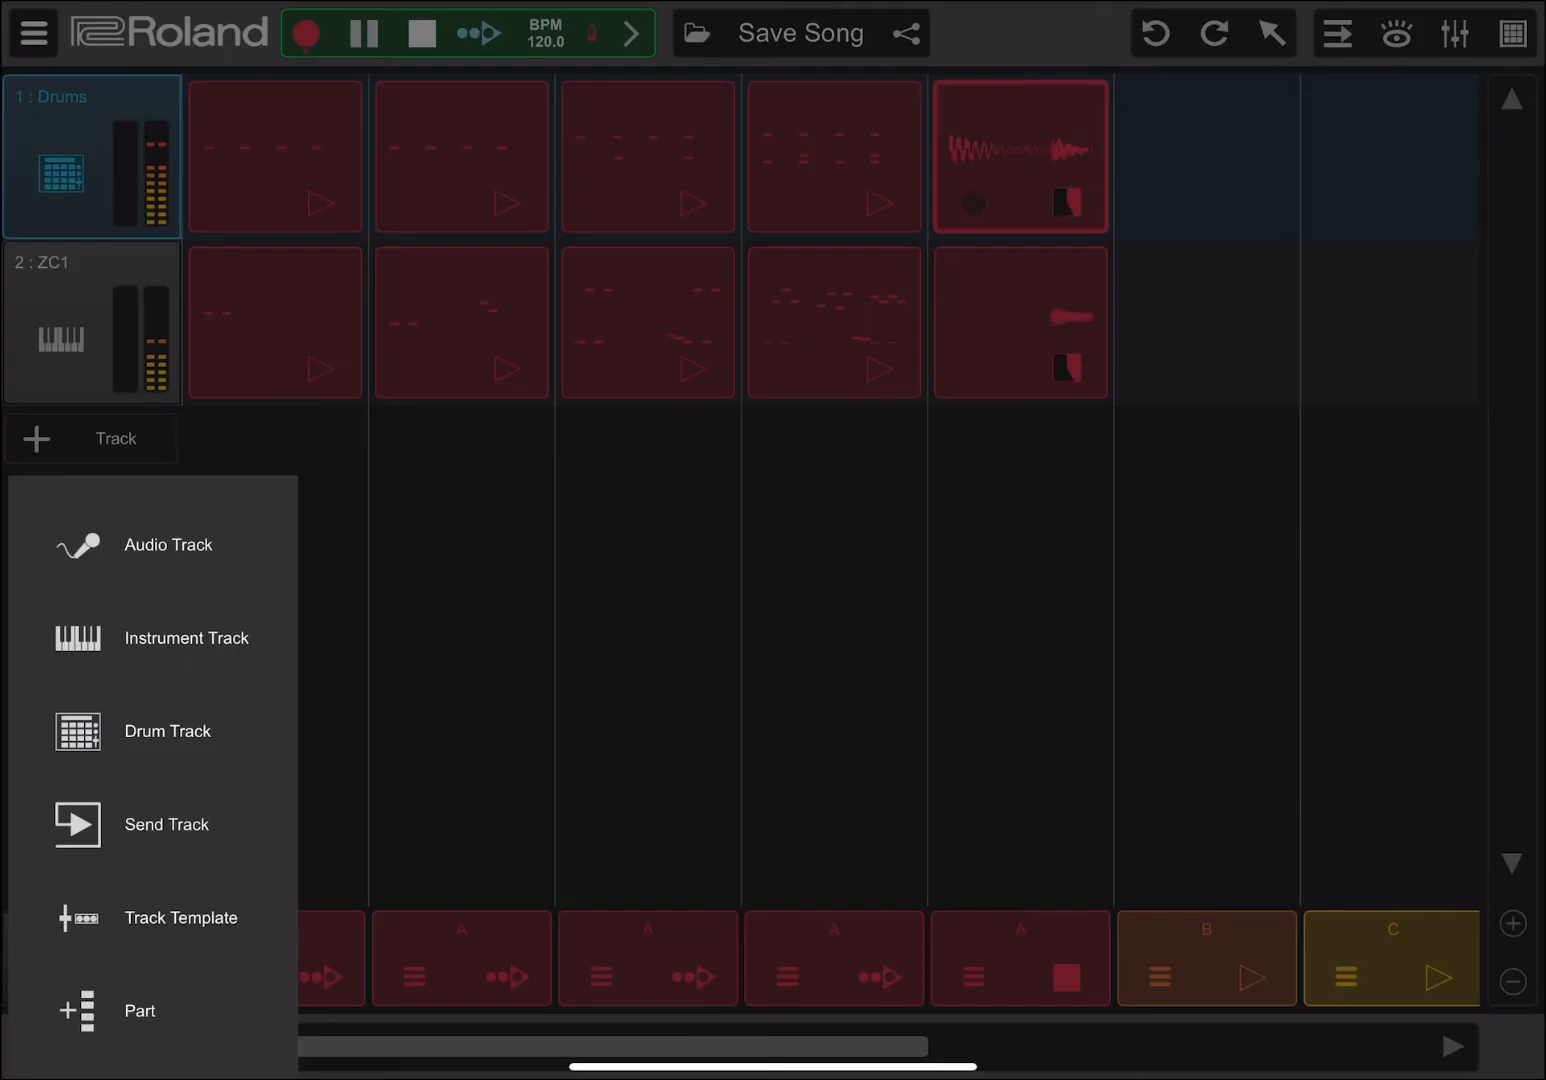 Roland
BPM
120.0
Save Song
1 : Drums
2 : ZC1
Track
Audio Track
Instrument Track
Drum Track
Send Track
Track Template
Part
A
A
A
A
B
C